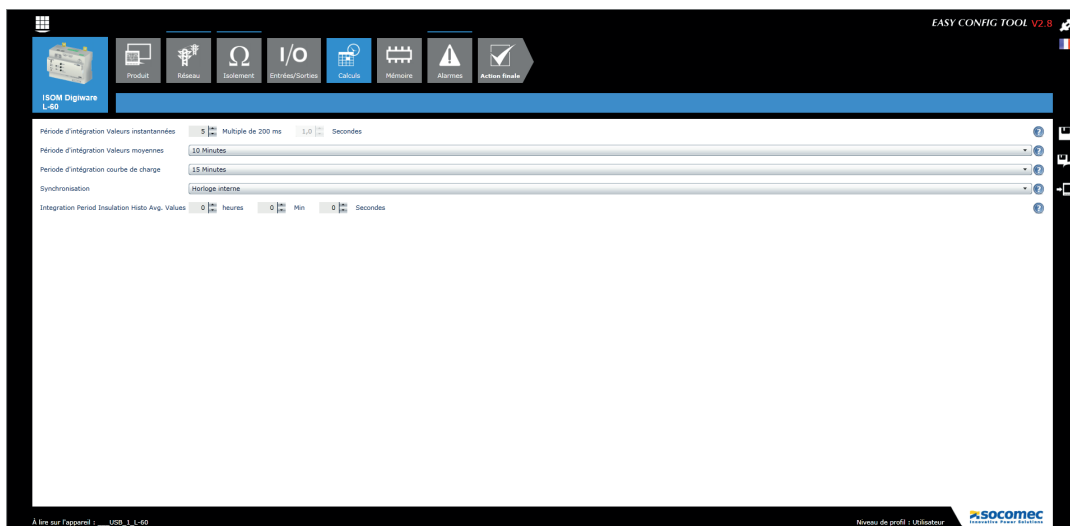 EASY CONFIG TOOL V2.8
Produit
Réseau
Isolement
I/O
Entrées/Sorties
Calculs
Mémoire
Alarmes
Action finale
ISOM Digiware
L-60
Période d'intégration Valeurs instantannées 5 Multiple de 200 ms 1,0 Secondes
Période d'intégration Valeurs moyennes 10 Minutes
Periode d'intégration courbe de charge 15 Minutes
Synchronisation Horloge interne
Integration Period Insulation Histo Avg. Values 0 heures 0 Min 0 Secondes
À lire sur l'appareil : __USB_1_L-60
Niveau de profil : Utilisateur
socomec
Innovative Power Solutions